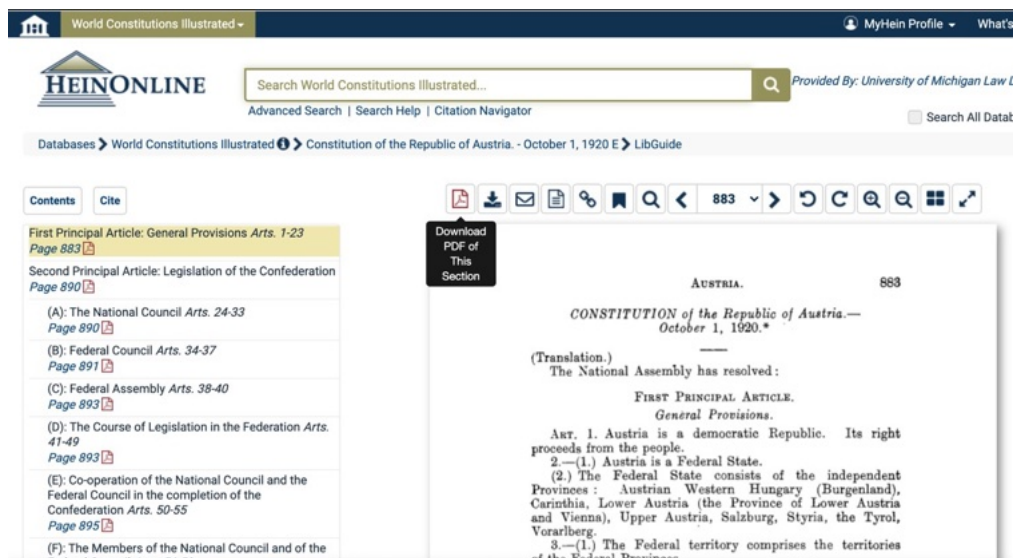 World Constitutions Illustrated
MyHein Profile
What's
HEINONLINE
Search World Constitutions Illustrated...
Provided By: University of Michigan Law
Advanced Search | Search Help | Citation Navigator
Search All Datab
Databases > World Constitutions Illustrated > Constitution of the Republic of Austria. - October 1, 1920 E > LibGuide
Contents
Cite
883
First Principal Article: General Provisions Arts. 1-23
Page 883
Second Principal Article: Legislation of the Confederation
Page 890
(A): The National Council Arts. 24-33
Page 890
(B): Federal Council Arts. 34-37
Page 891
(C): Federal Assembly Arts. 38-40
Page 893
(D): The Course of Legislation in the Federation Arts.
41-49
Page 893
(E): Co-operation of the National Council and the
Federal Council in the completion of the
Confederation Arts. 50-55
Page 895
(F): The Members of the National Council and of the
Download
PDF of
This
Section
AUSTRIA. 883
CONSTITUTION of the Republic of Austria.—
October 1, 1920.*
(Translation.)
The National Assembly has resolved :
FIRST PRINCIPAL ARTICLE.
General Provisions.
ART. 1. Austria is a democratic Republic. Its right
proceeds from the people.
2.—(1.) Austria is a Federal State.
(2.) The Federal State consists of the independent
Provinces : Austrian Western Hungary (Burgenland),
Carinthia, Lower Austria (the Province of Lower Austria
and Vienna), Upper Austria, Salzburg, Styria, the Tyrol,
Vorarlberg.
3.—(1.) The Federal territory comprises the territories
of the Federal Provinces.